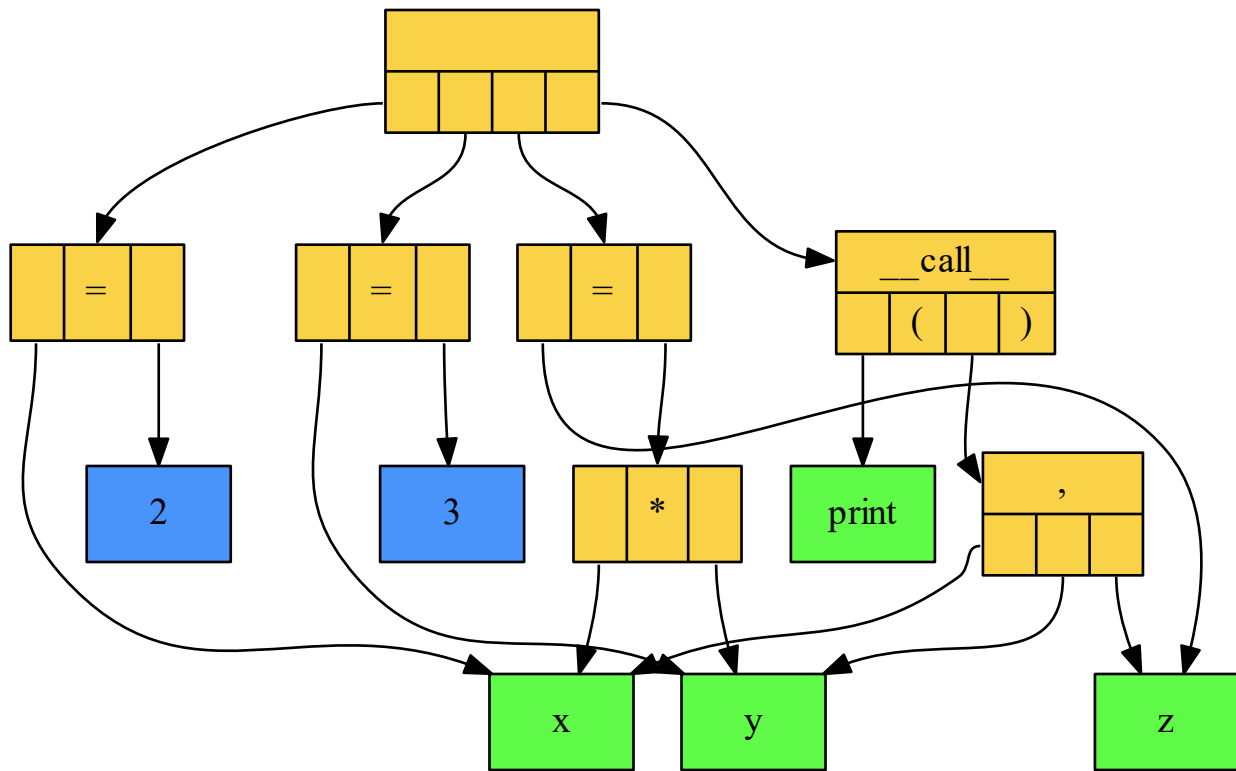 = = = __call__
( )
2 3 * print ,
x y z